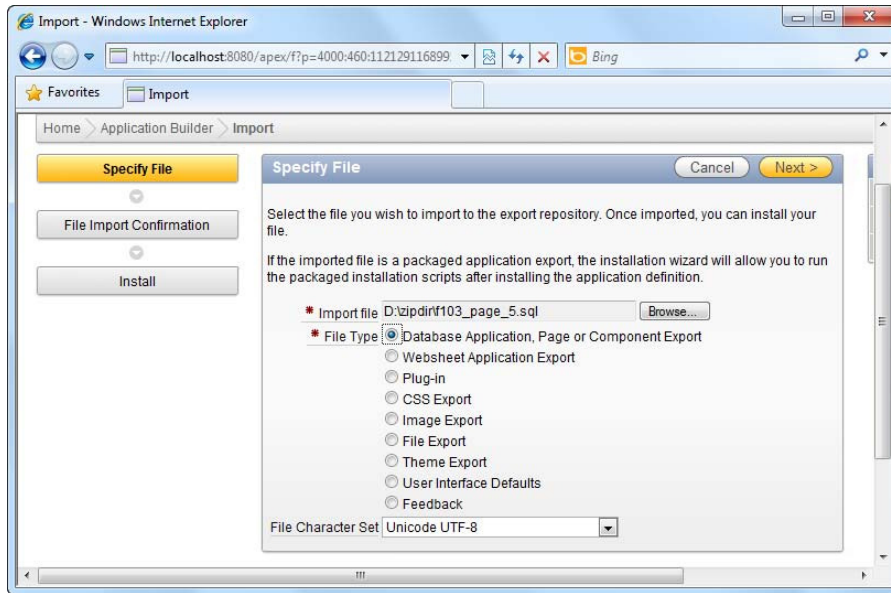 Import - Windows Internet Explorer
http://localhost:8080/apex/f?p=4000:460:112129116899
Bing
Favorites
Import
Home
Application Builder
Import
Specify File
File Import Confirmation
Install
Specify File
Cancel
Next >
Select the file you wish to import to the export repository. Once imported, you can install your
file.
If the imported file is a packaged application export, the installation wizard will allow you to run
the packaged installation scripts after installing the application definition.
* Import file D:\zipdir\f103_page_5.sql Browse...
* File Type Database Application, Page or Component Export
Websheet Application Export
Plug-in
CSS Export
Image Export
File Export
Theme Export
User Interface Defaults
Feedback
File Character Set Unicode UTF-8